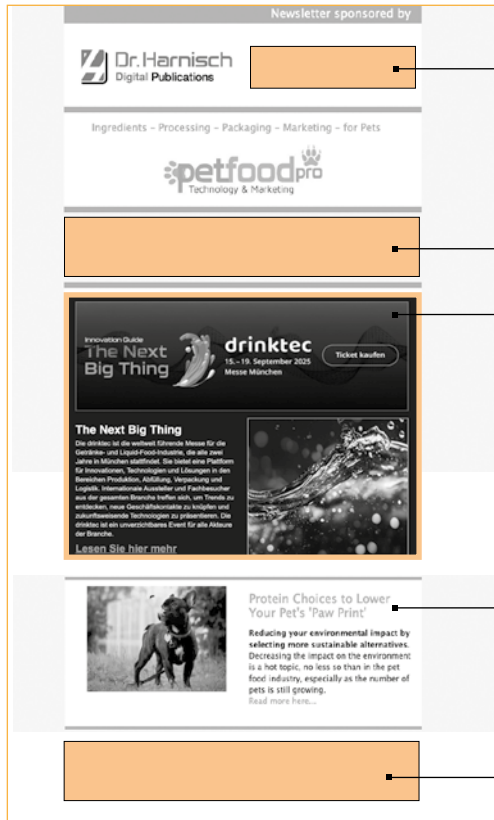 Newsletter sponsored by
Dr. Harnisch
Digital Publications
Ingredients – Processing – Packaging – Marketing – for Pets
petfood pro
Technology & Marketing
Innovation Guide
The Next
Big Thing
drinktec
15. – 19. September 2025
Messe München
Ticket kaufen
The Next Big Thing
Die drinktec ist die weltweit führende Messe für die
Getränke- und Liquid-Food-Industrie, die alle zwei
Jahre in München stattfindet. Sie bietet eine Plattform
für Innovationen, Technologien und Lösungen in den
Bereichen Produktion, Abfüllung, Verpackung und
Logistik. Internationale Aussteller und Fachbesucher
aus der gesamten Branche treffen sich, um Trends zu
entdecken, neue Geschäftskontakte zu knüpfen und
zukunftsweisende Technologien zu präsentieren. Die
drinktec ist ein unverzichtbares Event für alle Akteure
der Branche.
Lesen Sie hier mehr
Protein Choices to Lower
Your Pet's 'Paw Print'
Reducing your environmental impact by
selecting more sustainable alternatives.
Decreasing the impact on the environment
is a hot topic, no less so than in the pet
food industry, especially as the number of
pets is still growing.
Read more here...